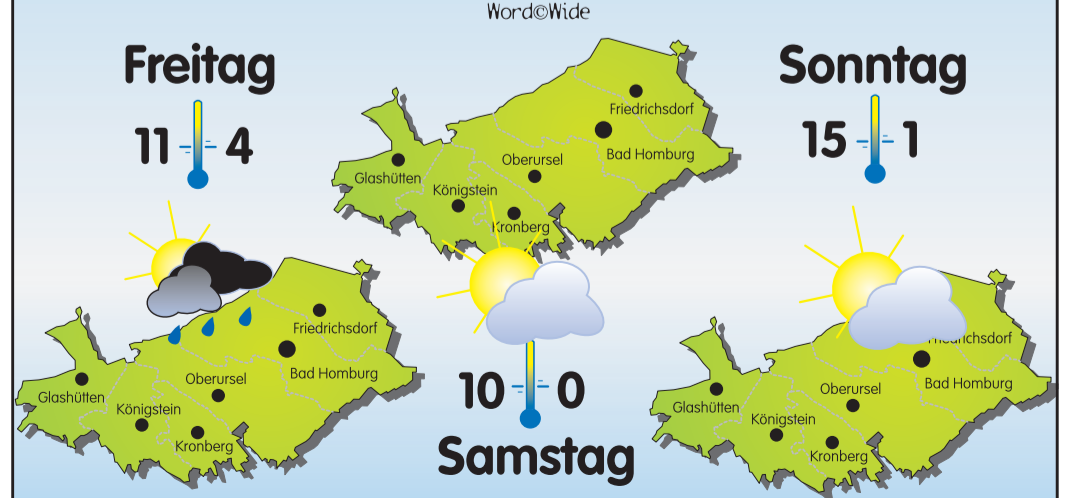 Word©Wide
Freitag
11 4
Friedrichsdorf
Bad Homburg
Oberursel
Glashütten
Königstein
Kronberg
Sonntag
15 1
Friedrichsdorf
Bad Homburg
Oberursel
Glashütten
Königstein
Kronberg
10 0
Samstag
Friedrichsdorf
Bad Homburg
Oberursel
Glashütten
Königstein
Kronberg